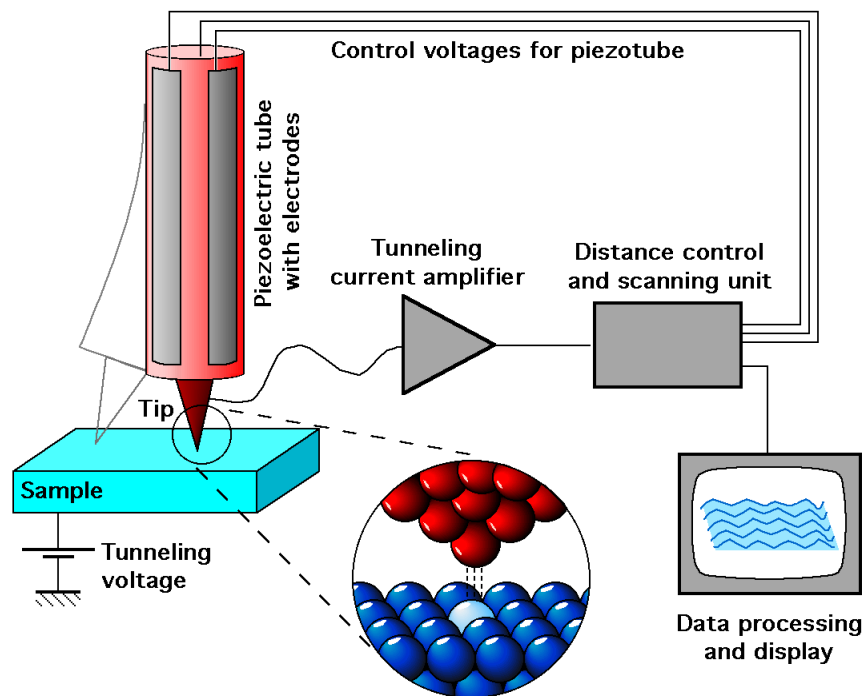 Control voltages for piezotube
Piezoelectric tube
with electrodes
Tunneling
current amplifier
Distance control
and scanning unit
Tip
Sample
Tunneling
voltage
Data processing
and display